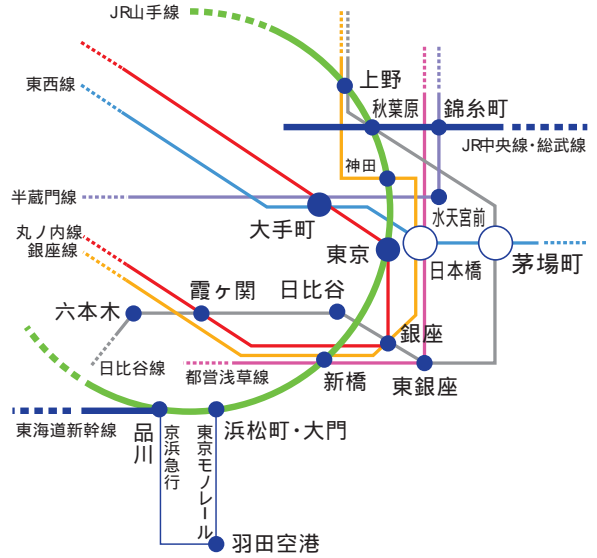 JR山手線
上野
東西線
秋葉原
錦糸町
JR中央線・総武線
神田
半蔵門線
水天宮前
大手町
丸ノ内線
銀座線
東京
日本橋
茅場町
霞ヶ関
日比谷
六本木
銀座
日比谷線
都営浅草線
新橋
東銀座
東海道新幹線
品川
京浜急行
東京モノレール
浜松町・大門
羽田空港